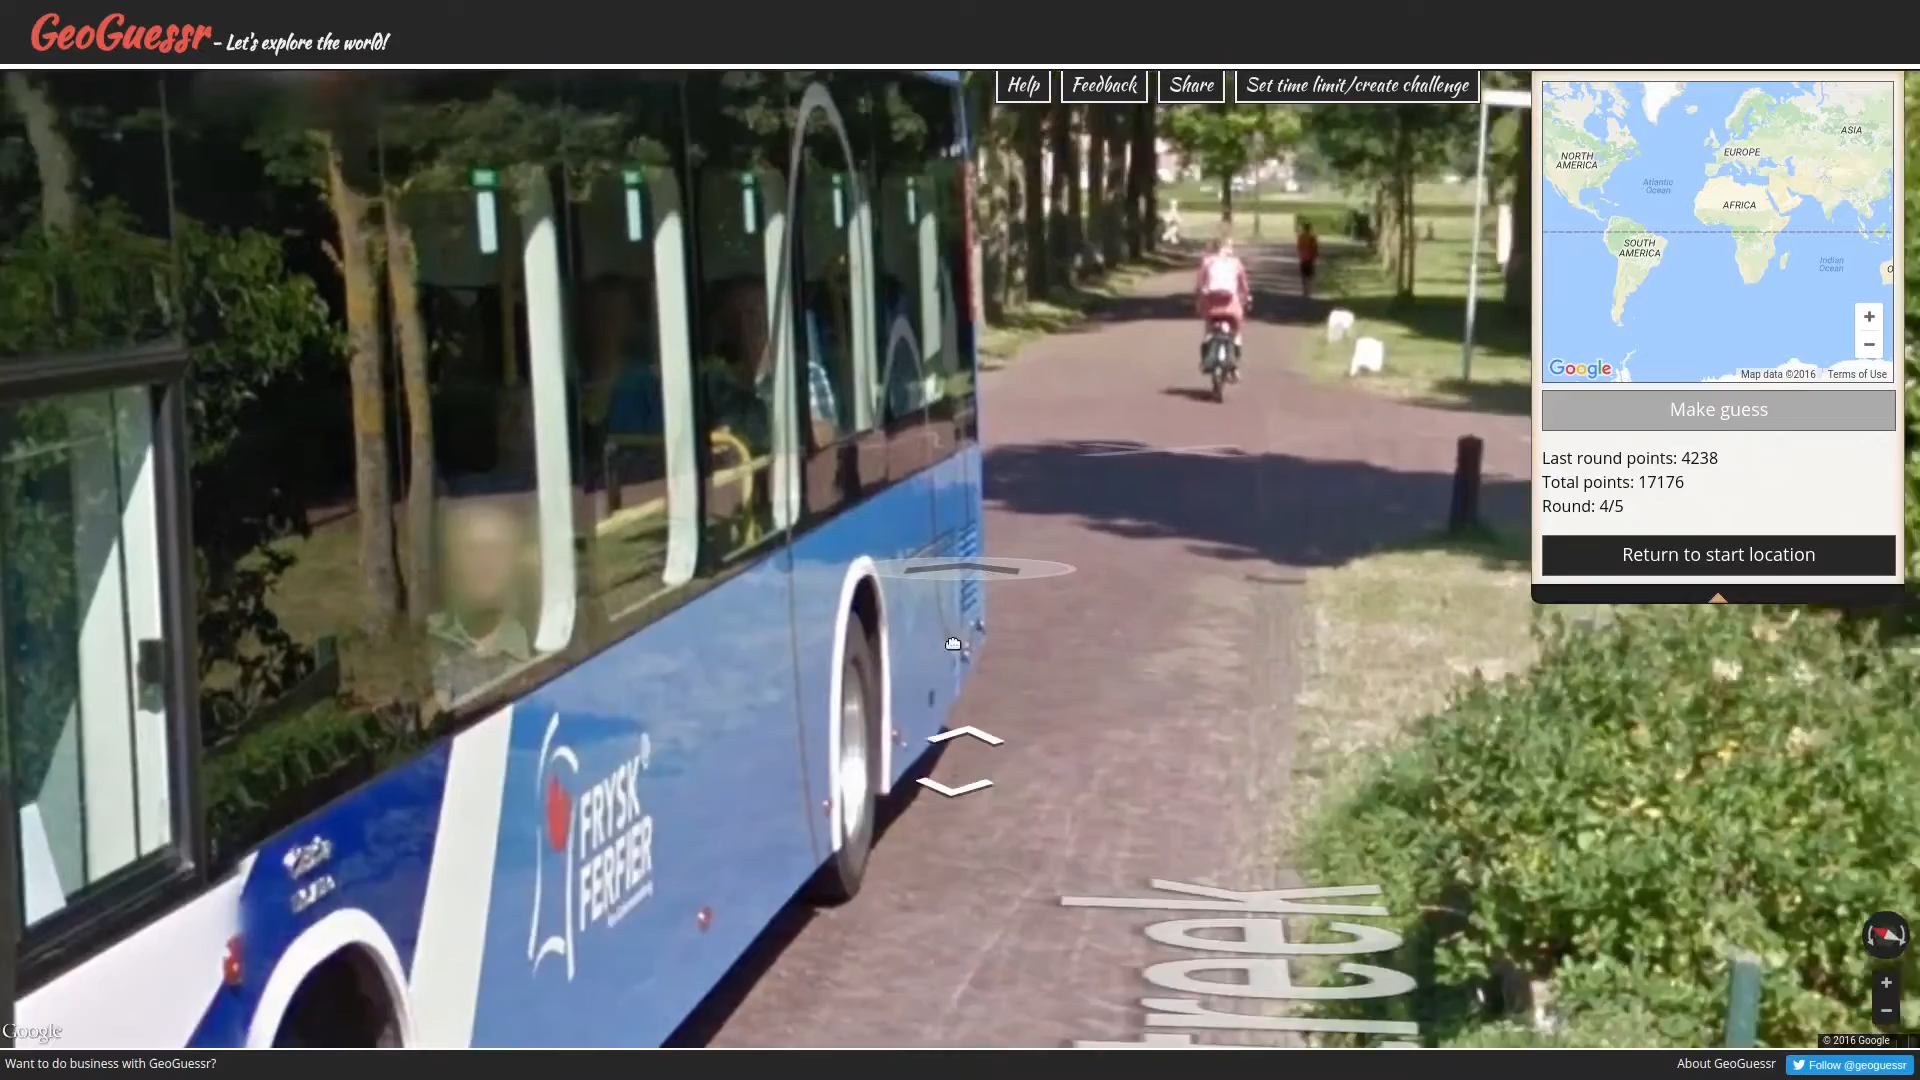 GeoGuessr - Let's explore the world!
Help
Feedback
Share
Set time limit/create challenge
NORTH
AMERICA
Atlantic
Ocean
EUROPE
ASIA
AFRICA
SOUTH
AMERICA
Indian
Ocean
O
+
−
Google
Map data ©2016
Terms of Use
Make guess
Last round points: 4238
Total points: 17176
Round: 4/5
Return to start location
FRYSK
FERFIER
reek
Google
© 2016 Google
Want to do business with GeoGuessr?
About GeoGuessr
Follow @geoguessr